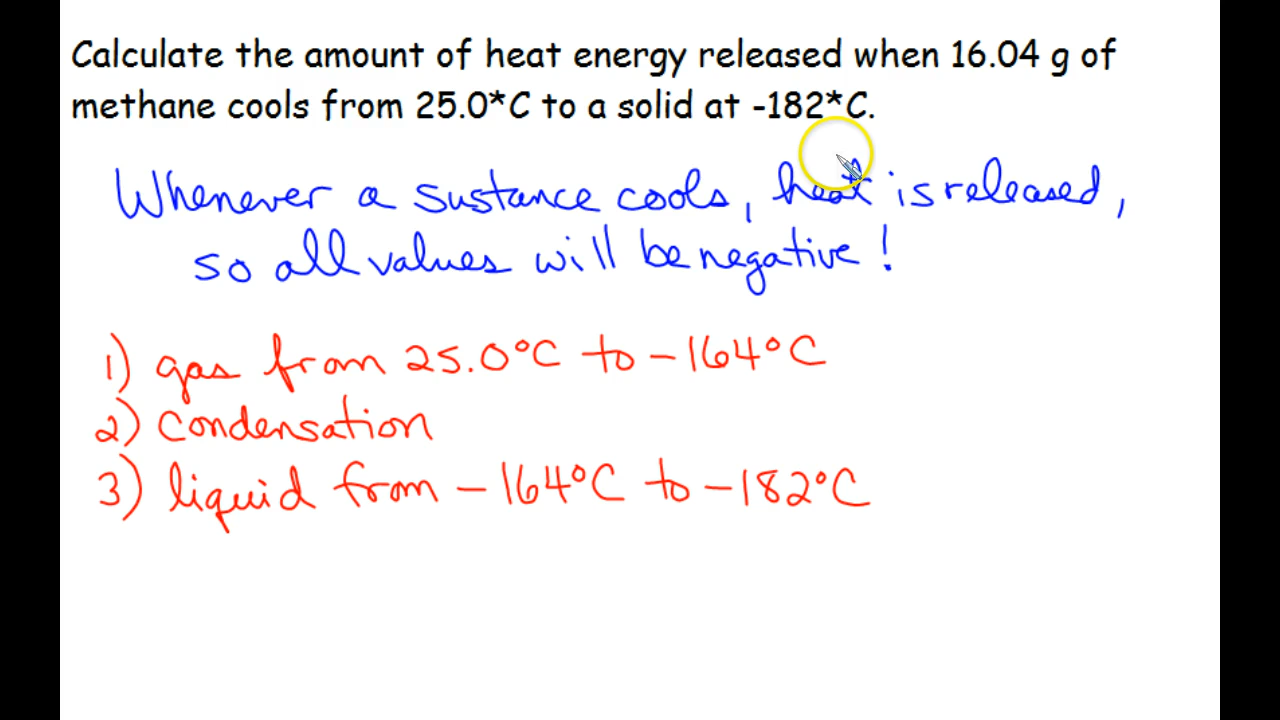 Calculate the amount of heat energy released when 16.04 g of
methane cools from 25.0*C to a solid at -182*C.
Whenever a sustance cools, heat is released,
so all values will be negative!
1) gas from 25.0°C to -164°C
2) condensation
3) liquid from -164°C to -182°C